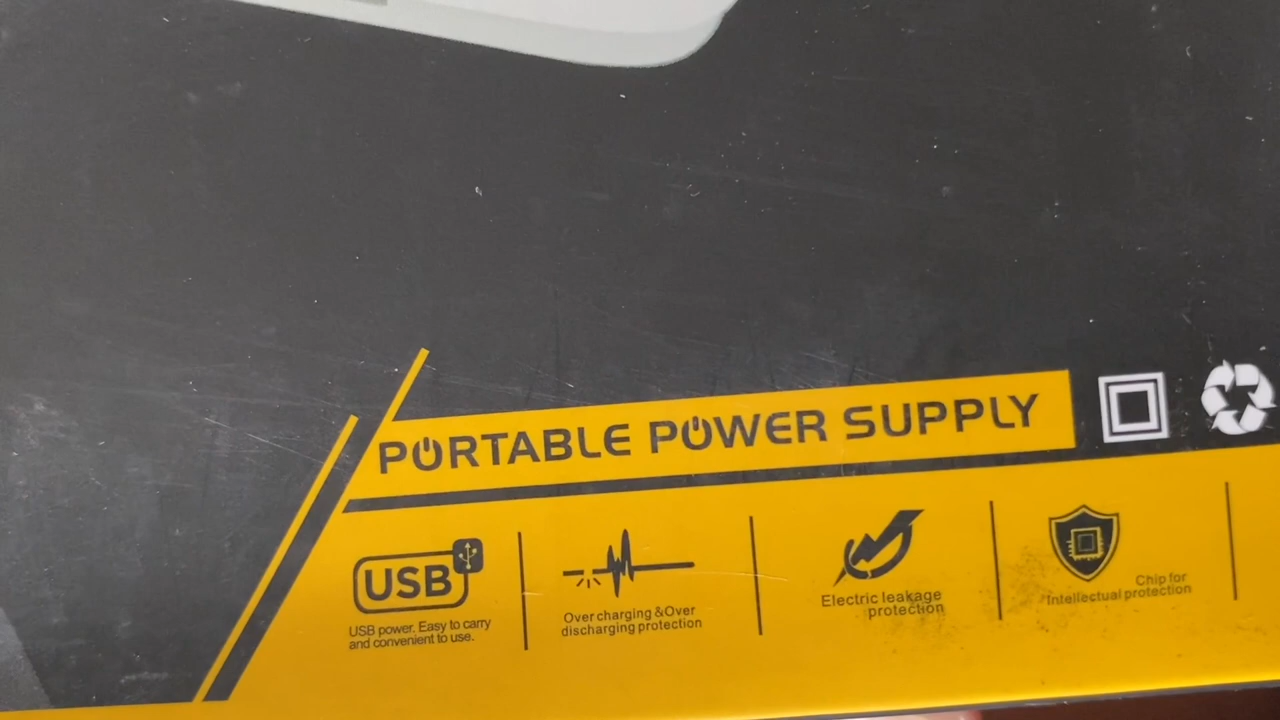 PORTABLE POWER SUPPLY
USB
USB power. Easy to carry
and convenient to use.
Over charging &Over
discharging protection
Electric leakage
protection
Chip for
Intellectual protection